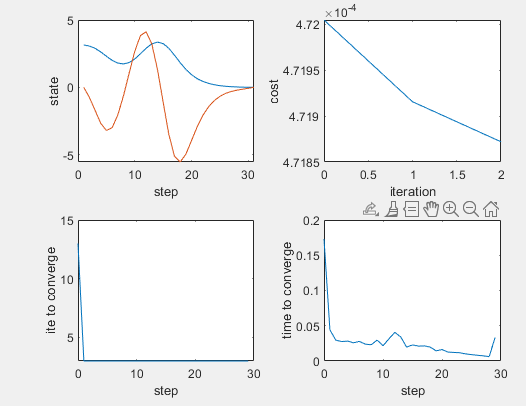 5
0
-5
state
0 10 20 30
step
×10⁻⁴
4.72
4.7195
4.719
4.7185
cost
0 0.5 1 1.5 2
iteration
15
10
5
ite to converge
0 10 20 30
step
0.2
0.15
0.1
0.05
0
time to converge
0 10 20 30
step